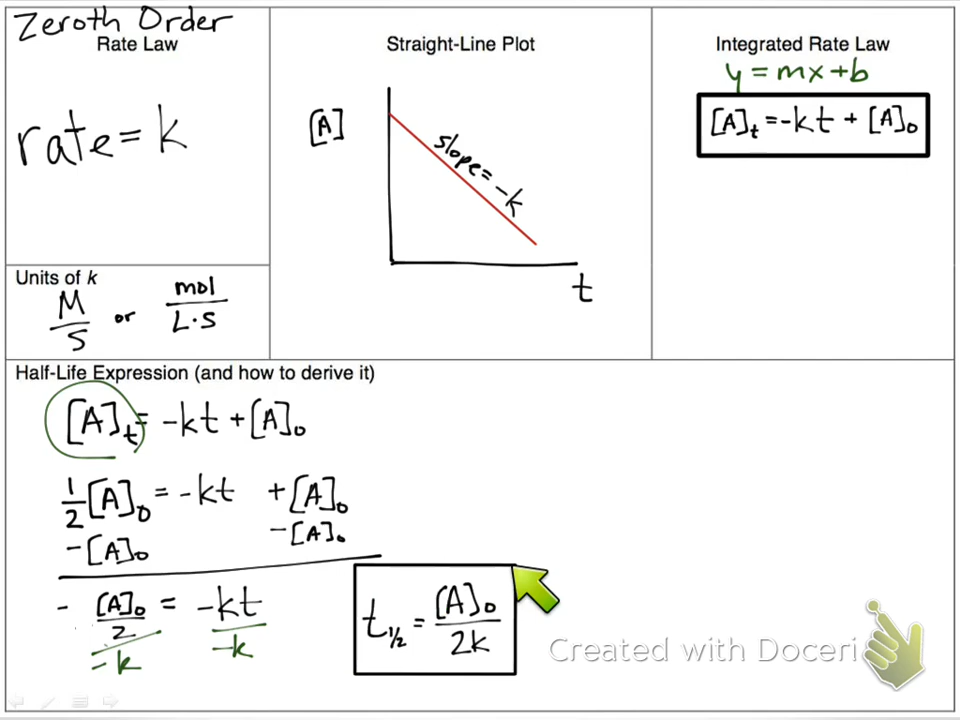 Zeroth Order
Rate Law
rate = k
Straight-Line Plot
[A]
slope = -k
t
Integrated Rate Law
y = mx + b
[A]ₜ = -kt + [A]₀
Units of k
M/S or mol/L·S
Half-Life Expression (and how to derive it)
[A]ₜ = -kt + [A]₀
1/2 [A]₀ = -kt + [A]₀
-[A]₀ -[A]₀
- [A]₀/2 = -kt
-k -k
t₁/₂ = [A]₀/2k
Created with Doceri